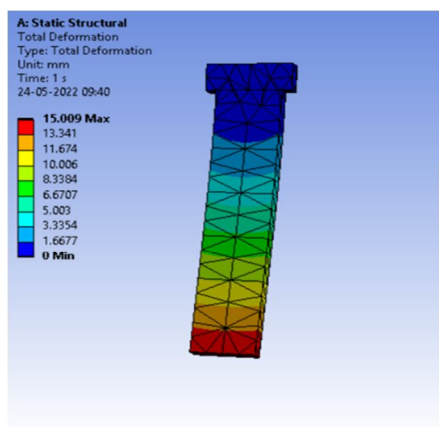 A: Static Structural
Total Deformation
Type: Total Deformation
Unit: mm
Time: 1 s
24-05-2022 09:40
15.009 Max
13.341
11.674
10.006
8.3384
6.6707
5.003
3.3354
1.6677
0 Min